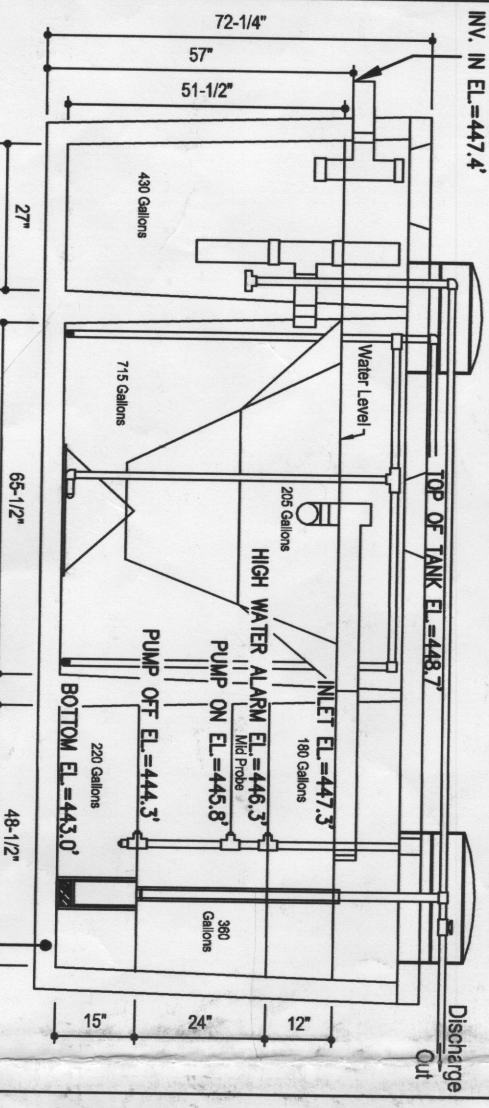 INV. IN EL.=447.4'
72-1/4"
57"
51-1/2"
430 Gallons
27"
715 Gallons
Water Level
205 Gallons
65-1/2"
TOP OF TANK EL.=448.7'
INLET EL.=447.3'
HIGH WATER ALARM EL.=446.3'
Mid Probe
PUMP ON EL.=445.8'
PUMP OFF EL.=444.3'
BOTTOM EL.=443.0'
180 Gallons
220 Gallons
360
Gallons
48-1/2"
15"
24"
12"
Discharge
Out